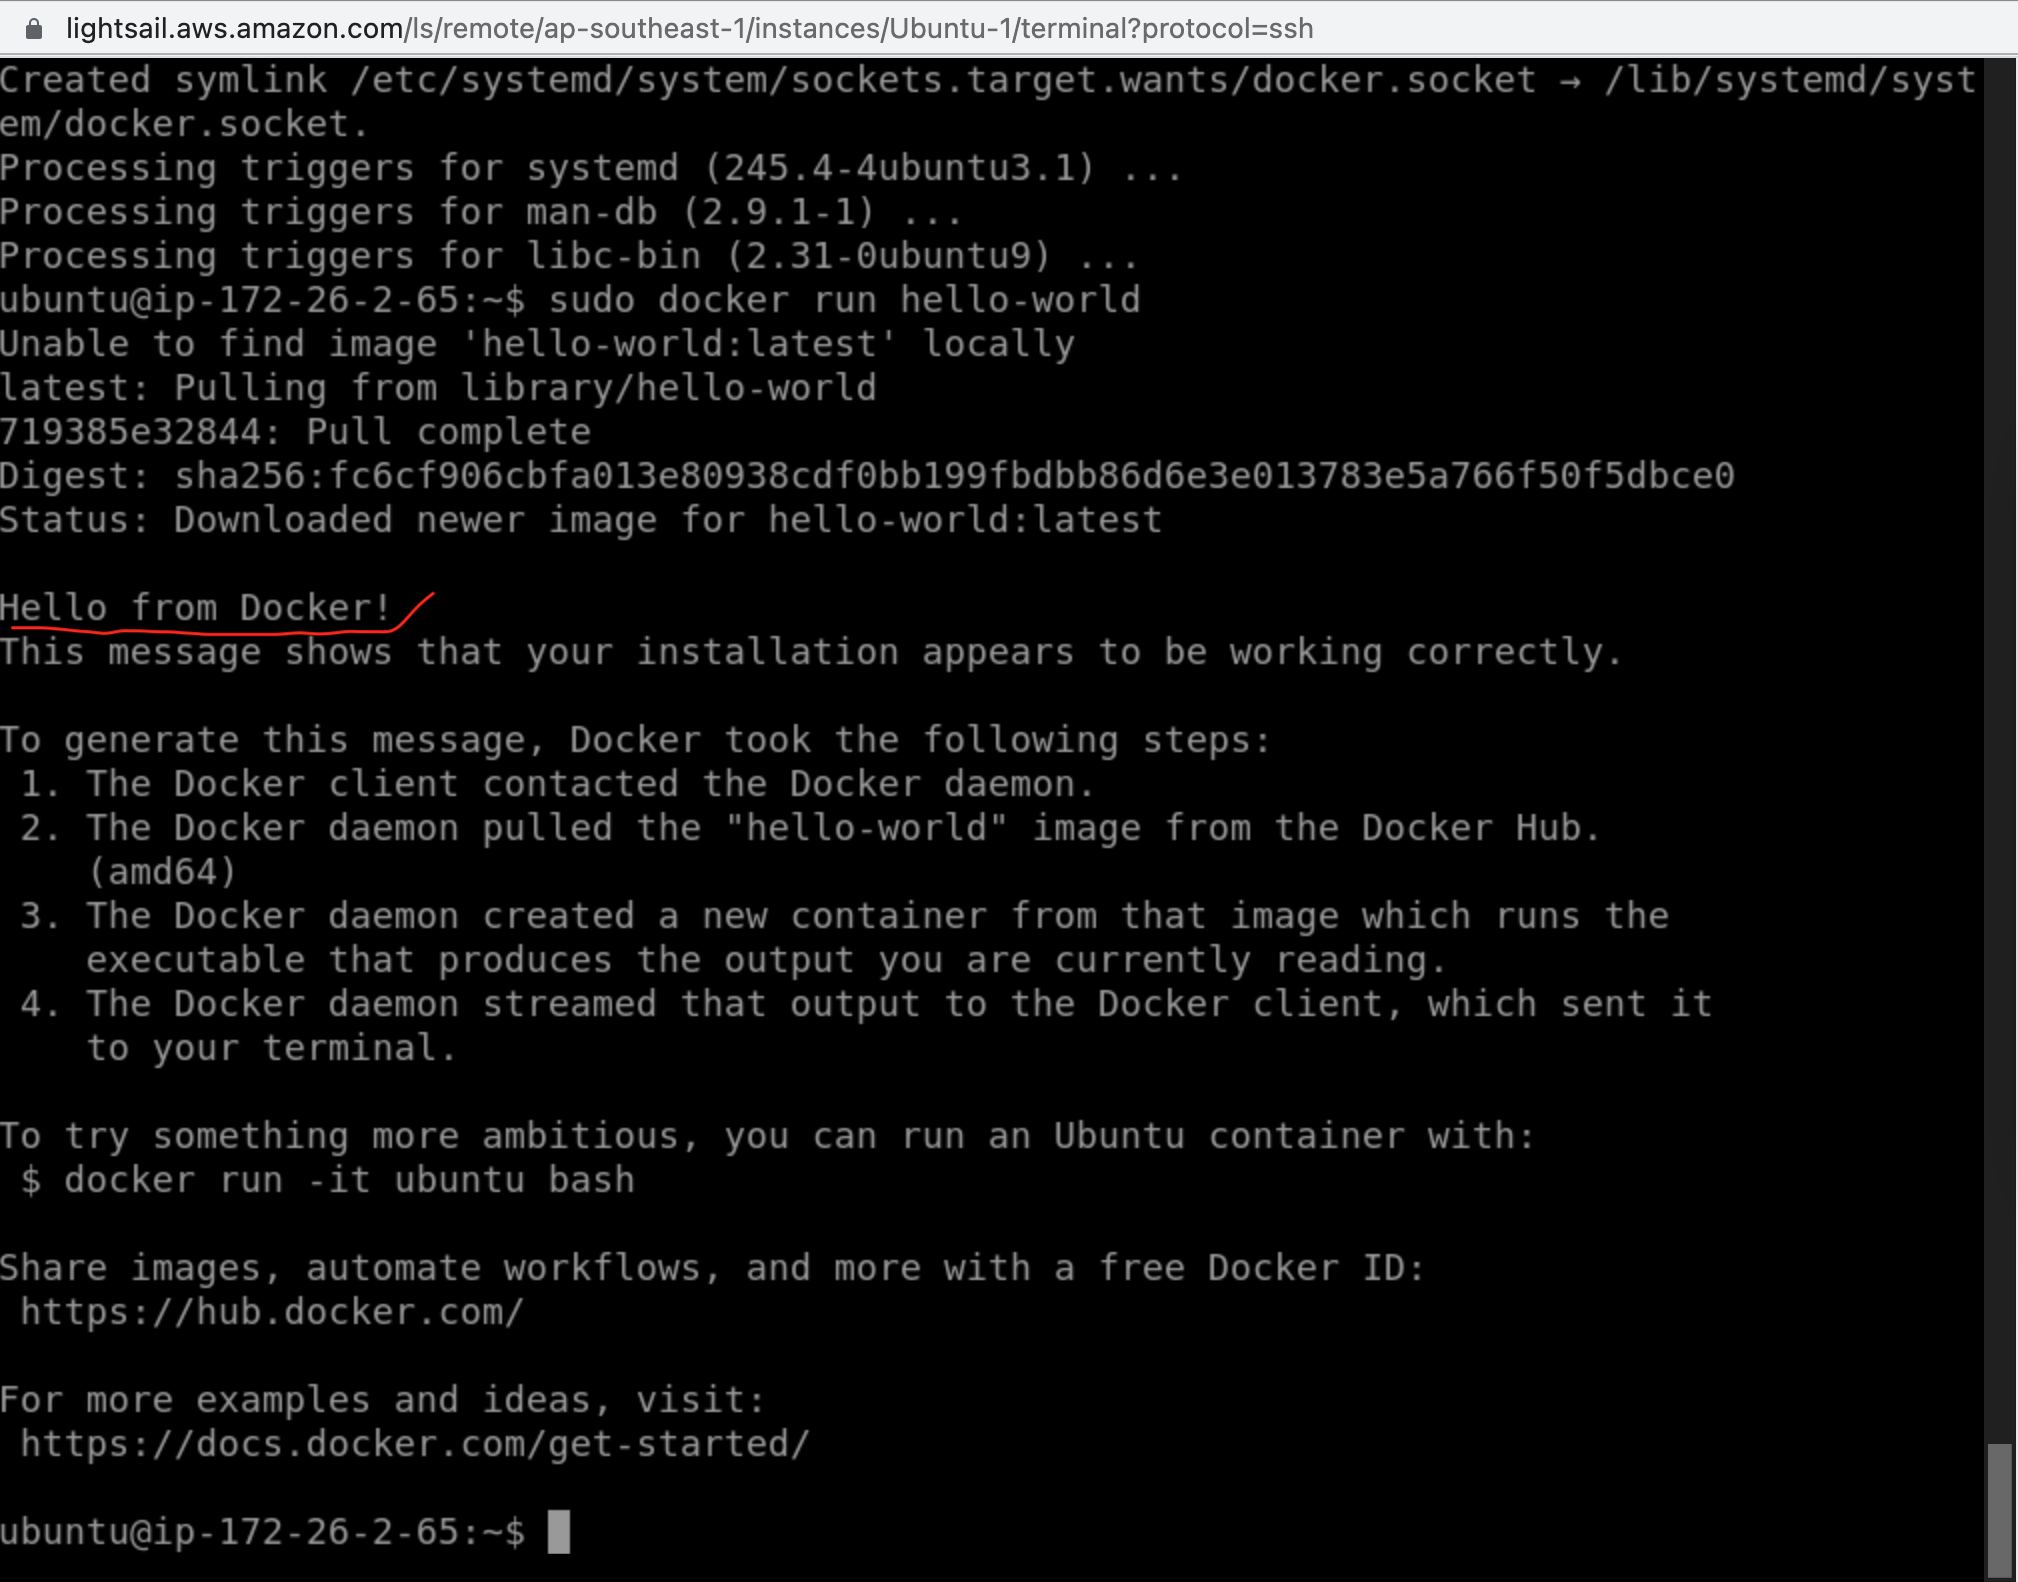 lightsail.aws.amazon.com/ls/remote/ap-southeast-1/instances/Ubuntu-1/terminal?protocol=ssh
Created symlink /etc/systemd/system/sockets.target.wants/docker.socket → /lib/systemd/syst
em/docker.socket.
Processing triggers for systemd (245.4-4ubuntu3.1) ...
Processing triggers for man-db (2.9.1-1) ...
Processing triggers for libc-bin (2.31-0ubuntu9) ...
ubuntu@ip-172-26-2-65:~$ sudo docker run hello-world
Unable to find image 'hello-world:latest' locally
latest: Pulling from library/hello-world
719385e32844: Pull complete
Digest: sha256:fc6cf906cbfa013e80938cdf0bb199fbdbb86d6e3e013783e5a766f50f5dbce0
Status: Downloaded newer image for hello-world:latest
Hello from Docker!
This message shows that your installation appears to be working correctly.
To generate this message, Docker took the following steps:
1. The Docker client contacted the Docker daemon.
2. The Docker daemon pulled the "hello-world" image from the Docker Hub.
(amd64)
3. The Docker daemon created a new container from that image which runs the
executable that produces the output you are currently reading.
4. The Docker daemon streamed that output to the Docker client, which sent it
to your terminal.
To try something more ambitious, you can run an Ubuntu container with:
$ docker run -it ubuntu bash
Share images, automate workflows, and more with a free Docker ID:
https://hub.docker.com/
For more examples and ideas, visit:
https://docs.docker.com/get-started/
ubuntu@ip-172-26-2-65:~$